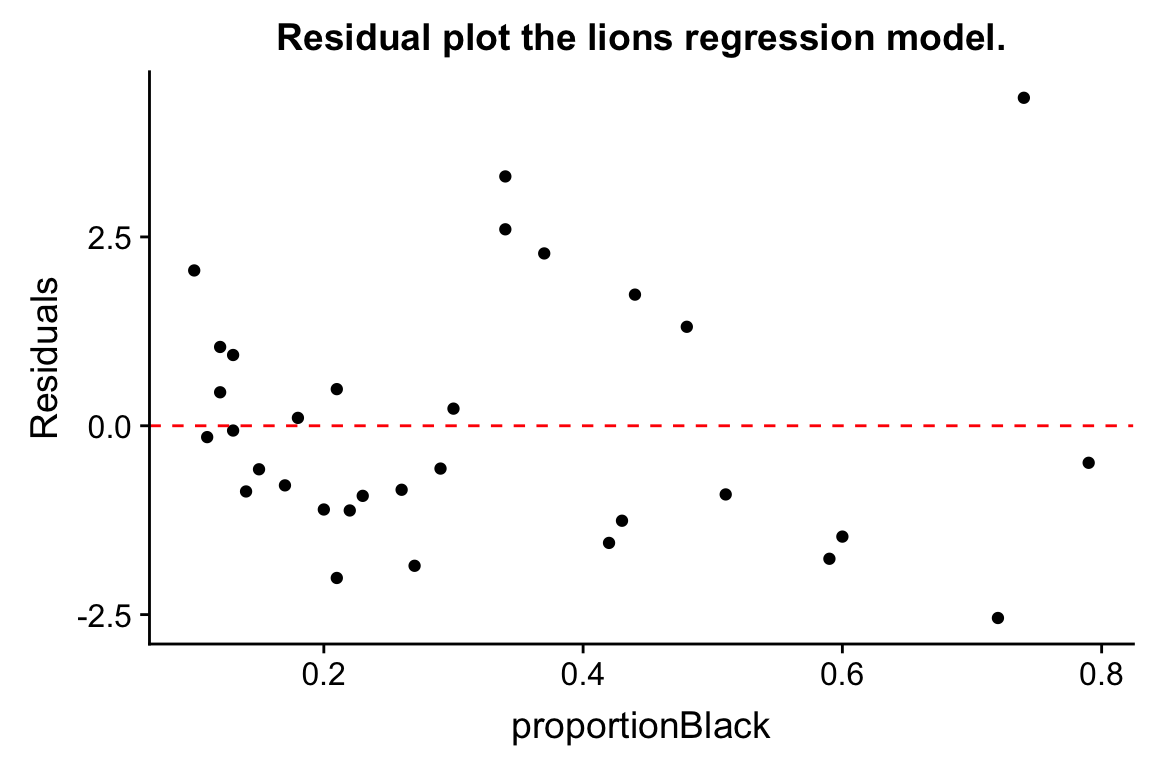 Residual plot the lions regression model.
Residuals
2.5
0.0
-2.5
0.2 0.4 0.6 0.8
proportionBlack